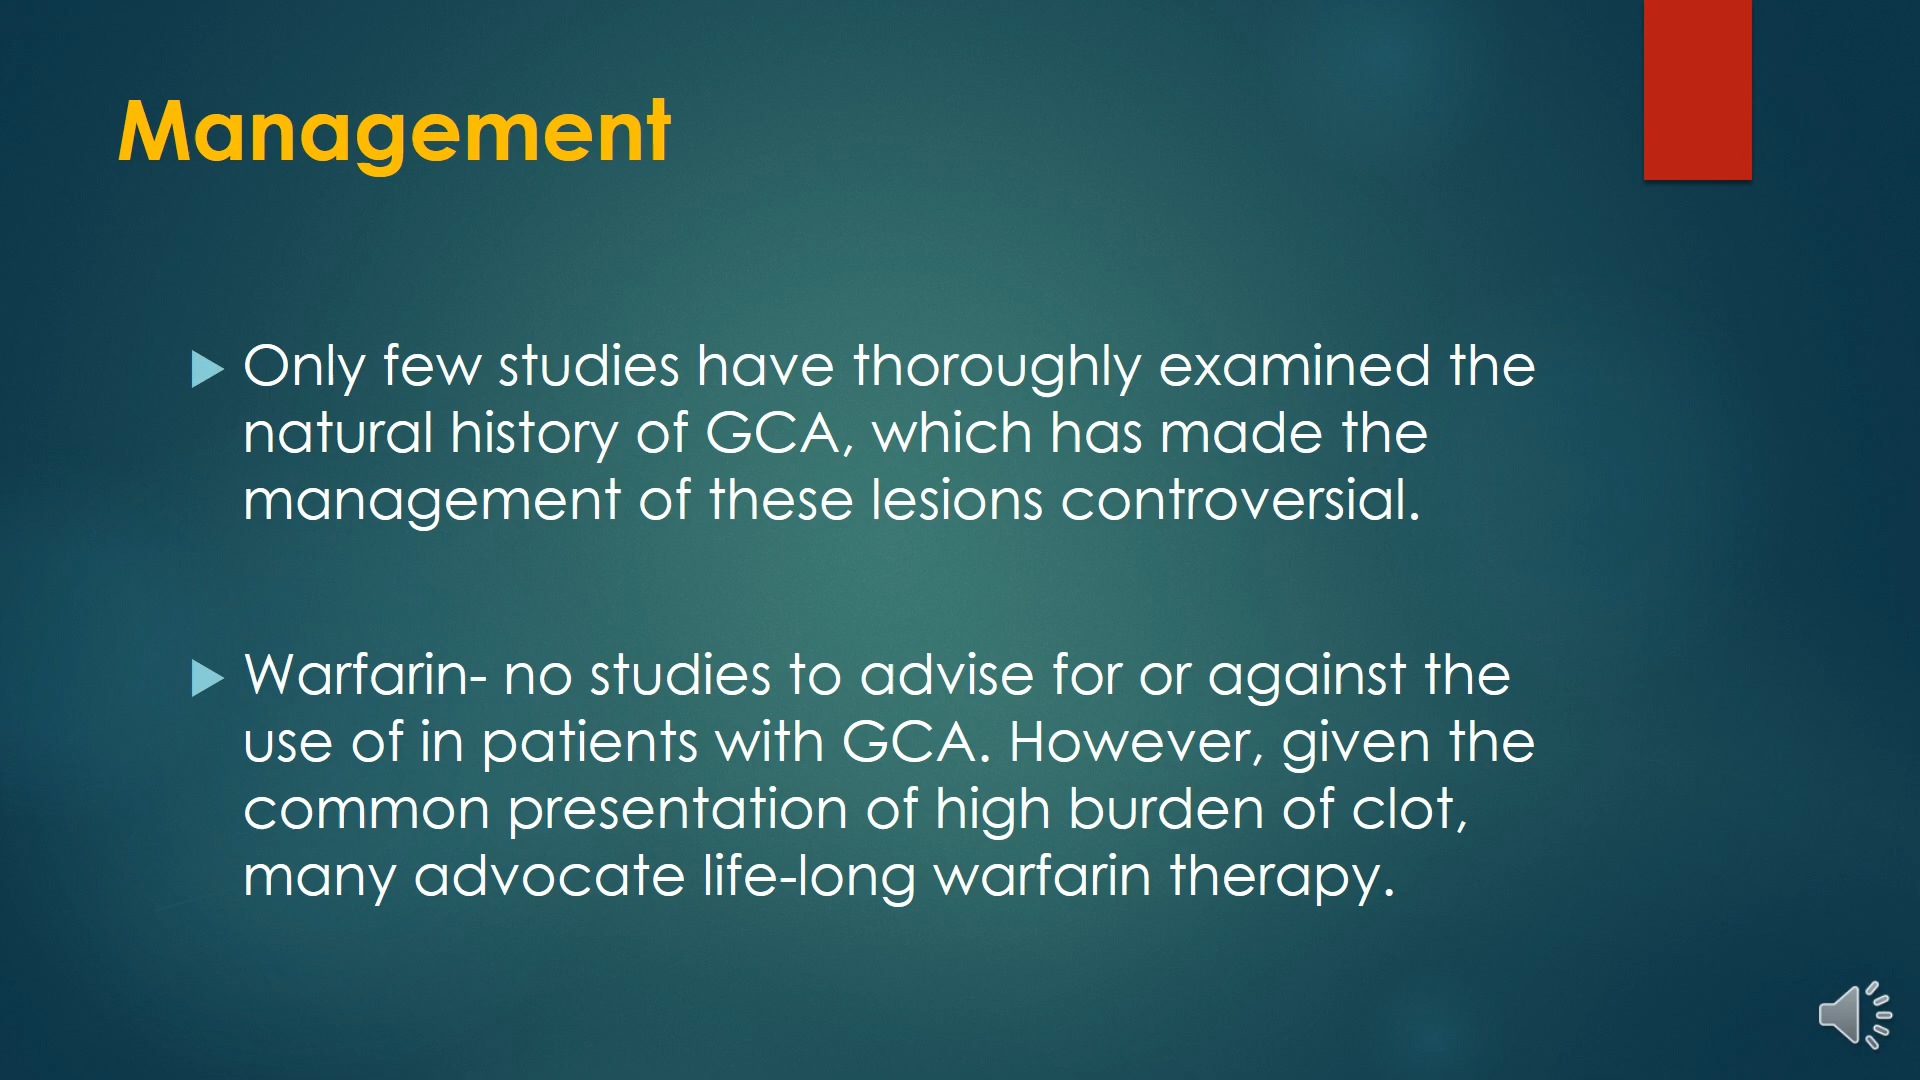 Management
Only few studies have thoroughly examined the
natural history of GCA, which has made the
management of these lesions controversial.
Warfarin- no studies to advise for or against the
use of in patients with GCA. However, given the
common presentation of high burden of clot,
many advocate life-long warfarin therapy.